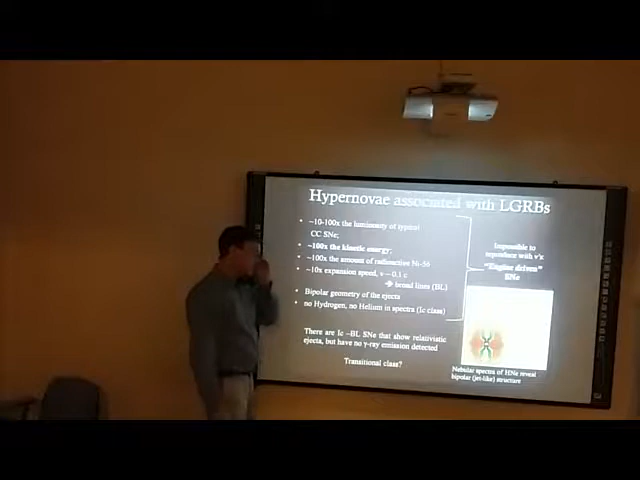 Hypernovae associated with LGRBs
• ~10-100x the luminosity of typical
CC SNe;
• ~100x the kinetic energy;
• ~100x the amount of radioactive Ni-56
• ~10x expansion speed, v ~ 0.1 c
→ broad lines (BL)
• Bipolar geometry of the ejecta
• no Hydrogen, no Helium in spectra (Ic class)
Impossible to
reproduce with ν's
"Engine driven"
SNe
There are Ic –BL SNe that show relativistic
ejecta, but have no γ-ray emission detected
Transitional class?
Nebular spectra of HNe reveal
bipolar (jet-like) structure